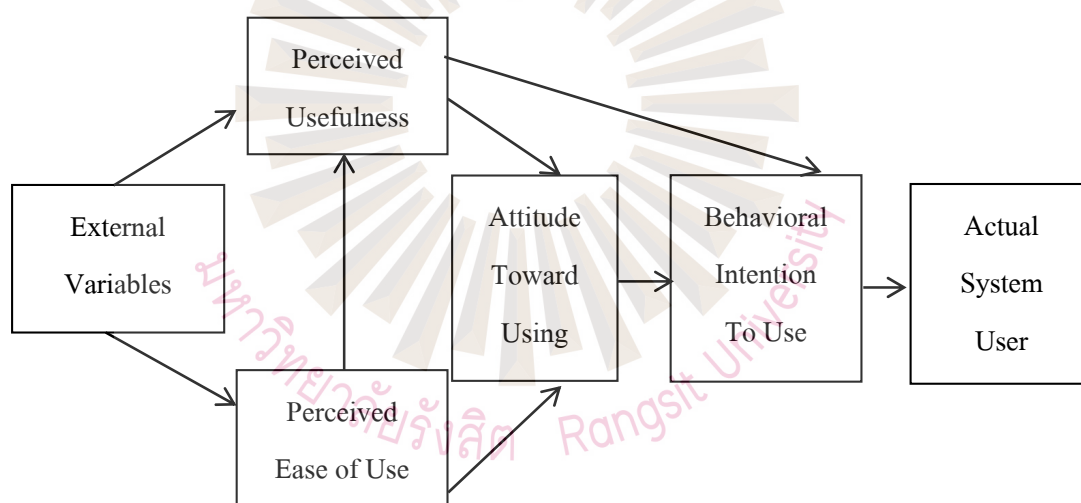 Perceived
Usefulness
External
Variables
Attitude
Toward
Using
Behavioral
Intention
To Use
Actual
System
User
Perceived
Ease of Use
มหาวิทยาลัยรังสิต Rangsit University